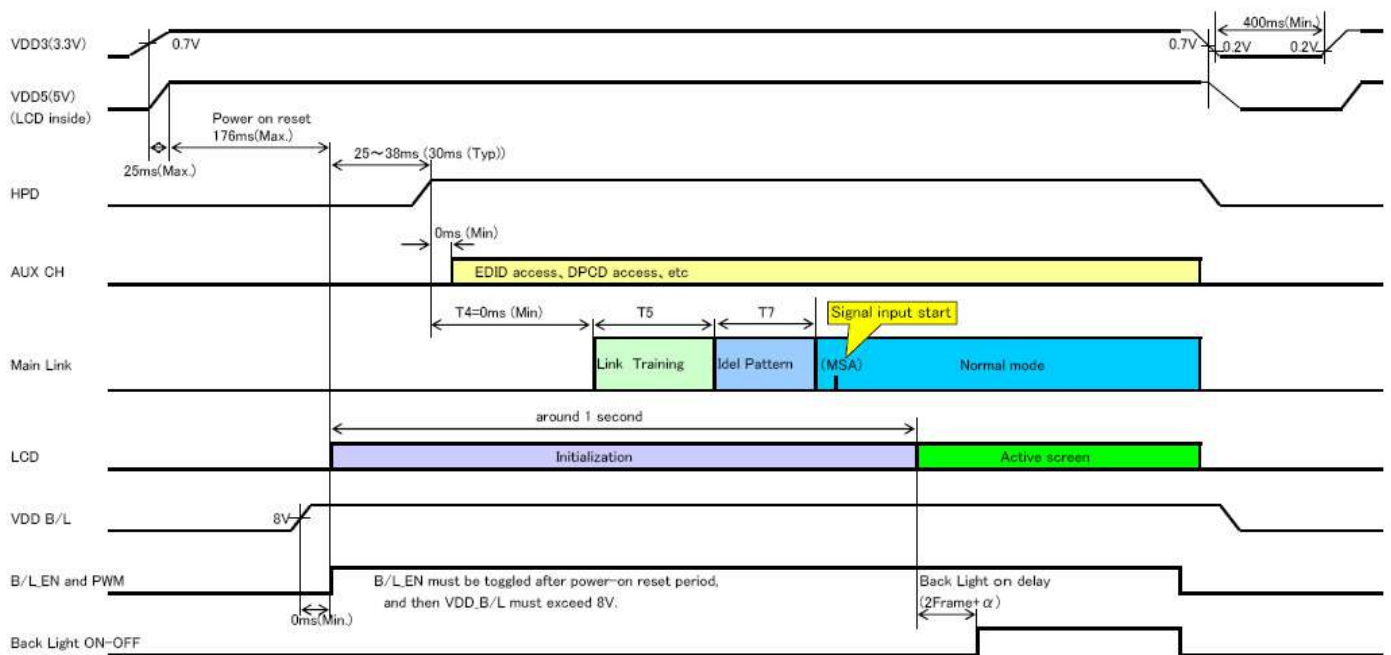 400ms(Min.)
VDD3(3.3V)
0.7V
0.7V
0.2V
0.2V
VDD5(5V)
(LCD inside)
Power on reset
176ms(Max.)
25~38ms (30ms (Typ))
25ms(Max.)
HPD
0ms (Min)
AUX CH
EDID access、DPCD access、etc
T4=0ms (Min)
T5
T7
Signal input start
Main Link
Link Training
Idel Pattern
(MSA)
Normal mode
around 1 second
LCD
Initialization
Active screen
VDD B/L
8V
B/L_EN and PWM
B/L_EN must be toggled after power-on reset period,
and then VDD_B/L must exceed 8V.
Back Light on delay
(2Frame+α)
0ms(Min.)
Back Light ON-OFF